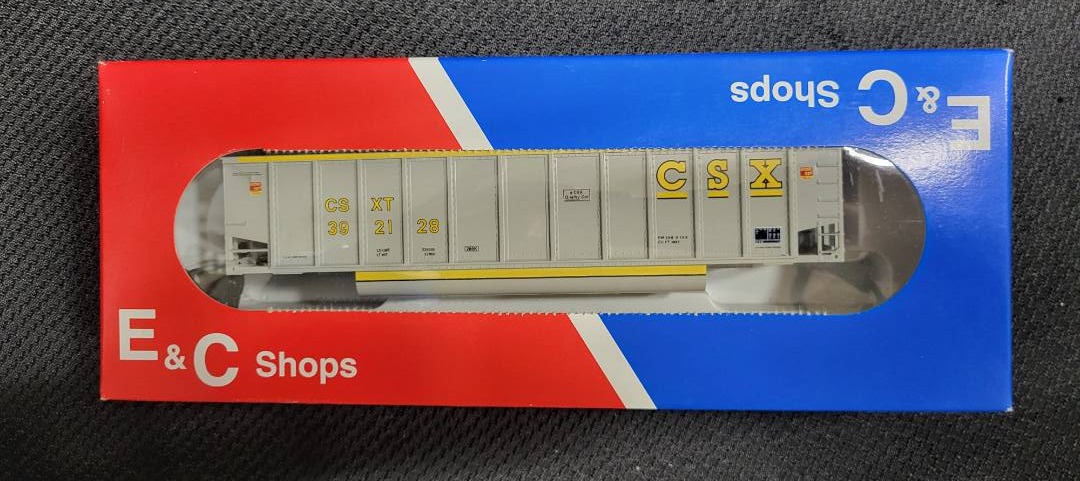 E & C Shops
CSX
CS XT
39 21 28
E & C Shops